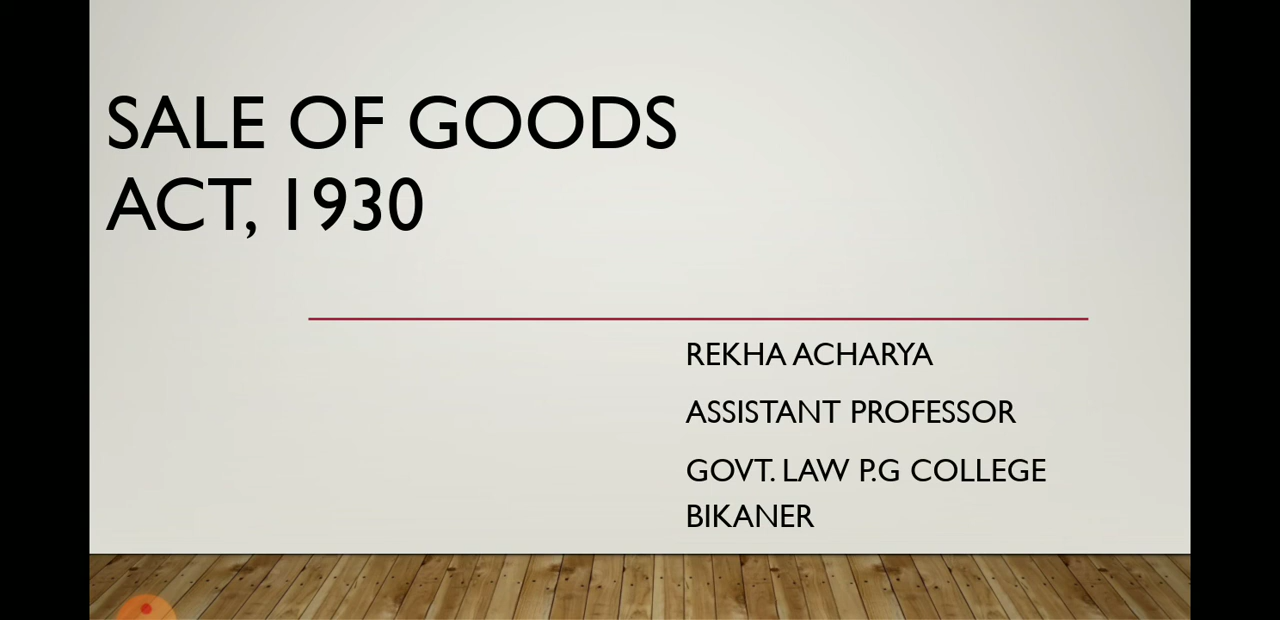 SALE OF GOODS
ACT, 1930
REKHA ACHARYA
ASSISTANT PROFESSOR
GOVT. LAW P.G COLLEGE
BIKANER